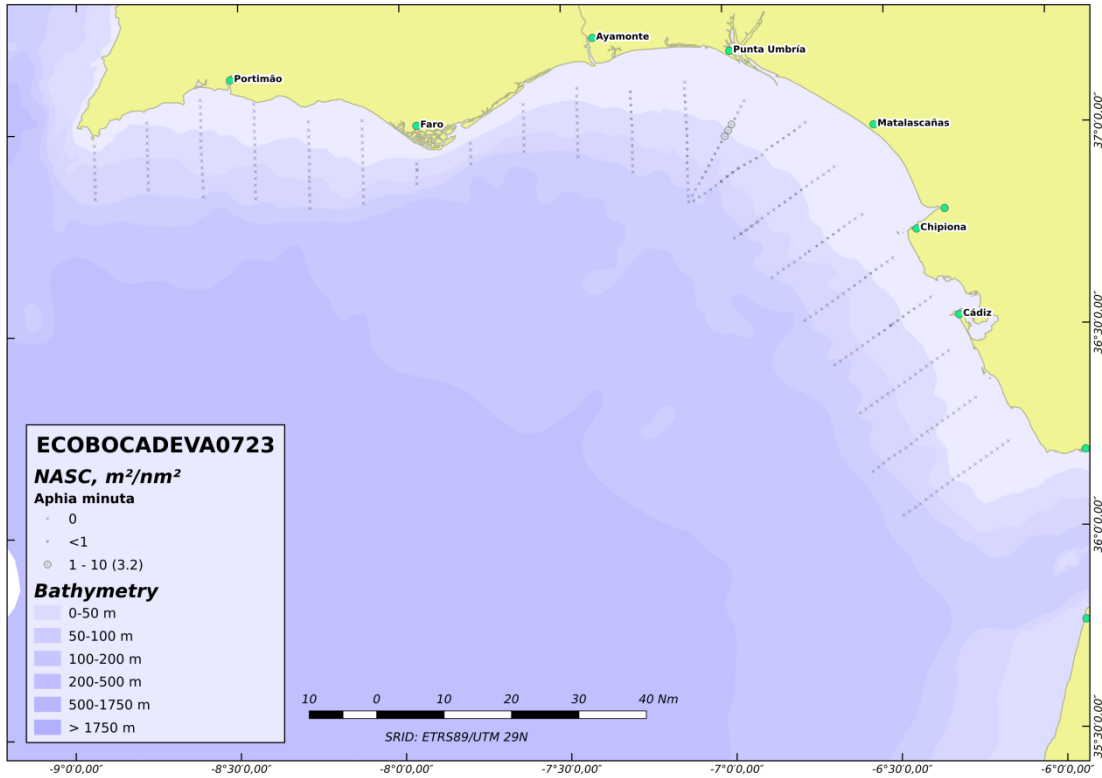 Ayamonte
Punta Umbría
Portimão
Faro
Matalascañas
Chipiona
Cádiz
37°0'0,00"
36°30'0,00"
36°0'0,00"
35°30'0,00"
ECOBOCADEVA0723
NASC, m²/nm²
Aphia minuta
0
<1
1 - 10 (3.2)
Bathymetry
0-50 m
50-100 m
100-200 m
200-500 m
500-1750 m
> 1750 m
10 0 10 20 30 40 Nm
SRID: ETRS89/UTM 29N
-9°0'0,00" -8°30'0,00" -8°0'0,00" -7°30'0,00" -7°0'0,00" -6°30'0,00" -6°0'0,00"